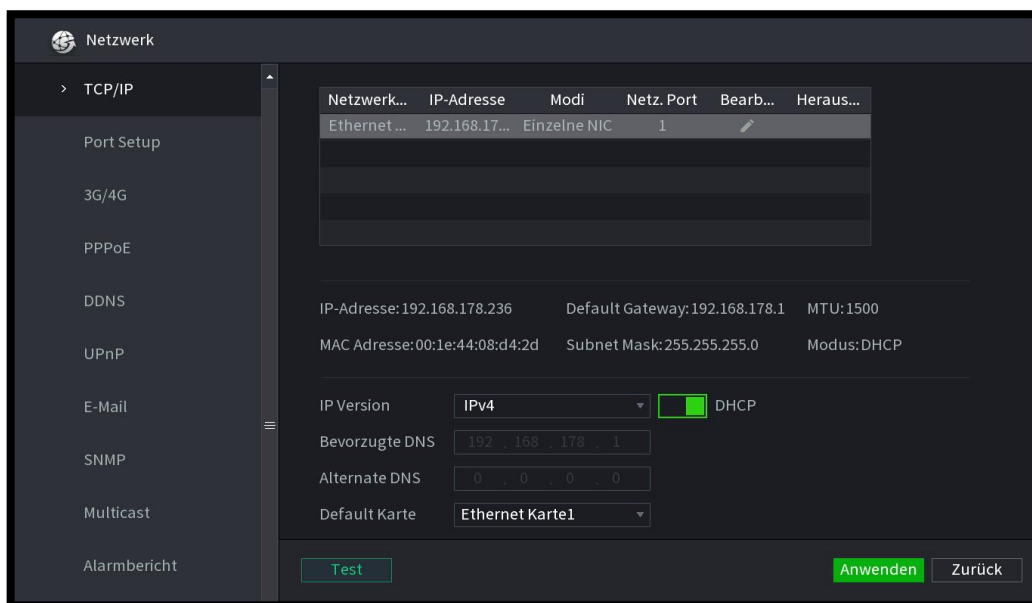 Netzwerk
TCP/IP
Port Setup
3G/4G
PPPoE
DDNS
UPnP
E-Mail
SNMP
Multicast
Alarmbericht
Netzwerk... IP-Adresse Modi Netz. Port Bearb... Heraus...
Ethernet ... 192.168.17... Einzelne NIC 1
IP-Adresse:192.168.178.236 Default Gateway:192.168.178.1 MTU:1500
MAC Adresse:00:1e:44:08:d4:2d Subnet Mask:255.255.255.0 Modus:DHCP
IP Version IPv4 DHCP
Bevorzugte DNS 192 . 168 . 178 . 1
Alternate DNS 0 . 0 . 0 . 0
Default Karte Ethernet Karte1
Test Anwenden Zurück